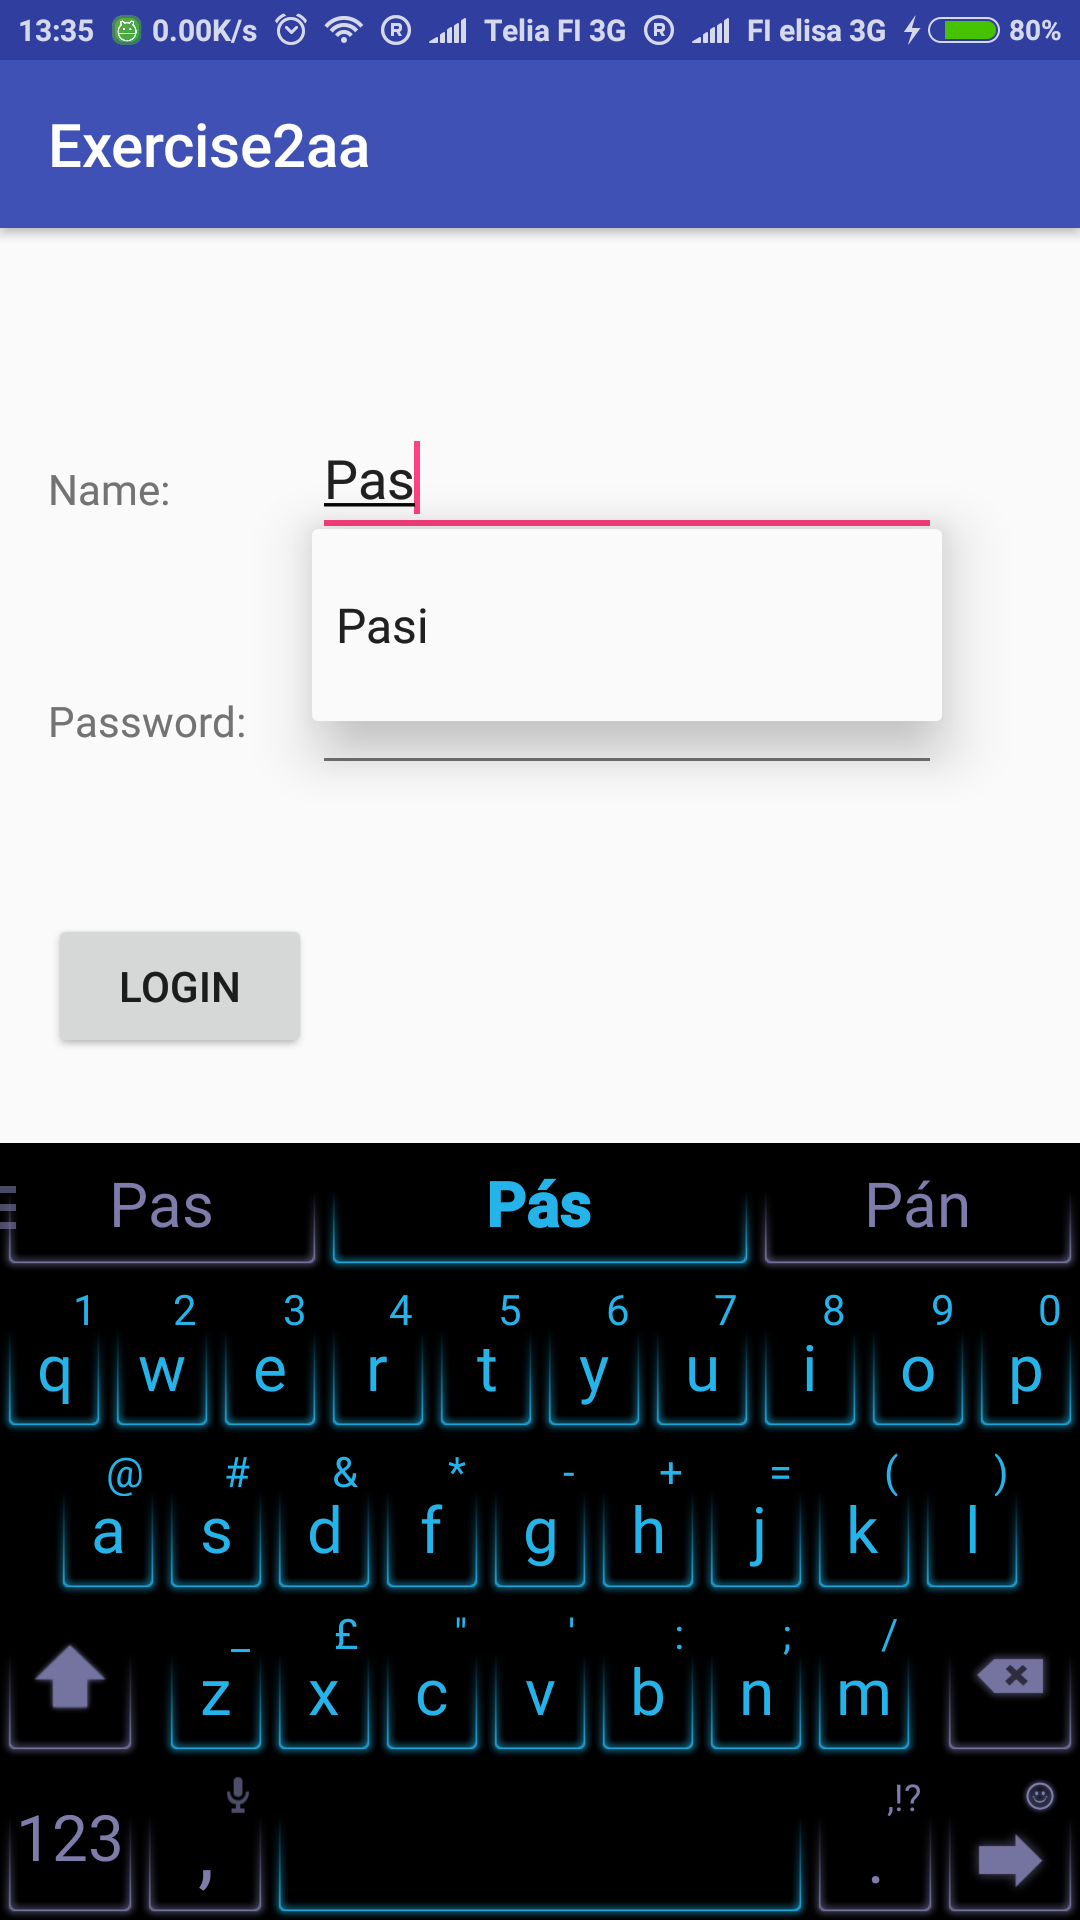 13:35 0.00K/s R Telia FI 3G R FI elisa 3G 80%
Exercise2aa
Name: Pas
Pasi
Password:
LOGIN
Pas Pás Pán
1 2 3 4 5 6 7 8 9 0
q w e r t y u i o p
@ # & * - + = ( )
a s d f g h j k l
_ £ " ' : ; /
z x c v b n m
,!?
123 , .